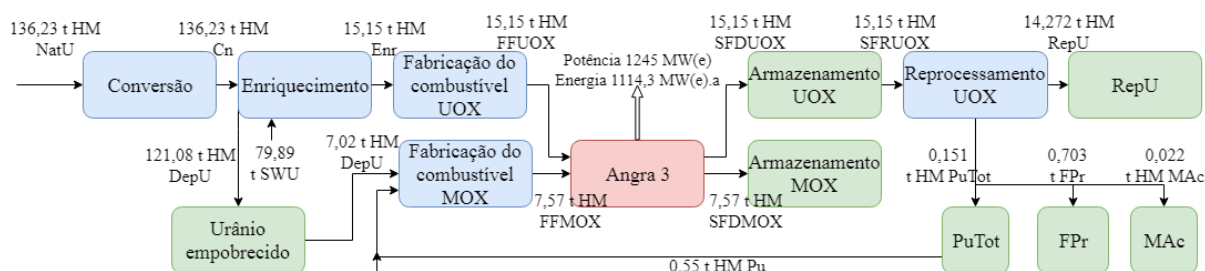 136,23 t HM
NatU
Conversão
136,23 t HM
Cn
Enriquecimento
15,15 t HM
Enr
Fabricação do
combustível
UOX
15,15 t HM
FFUOX
Potência 1245 MW(e)
Energia 1114,3 MW(e).a
15,15 t HM
SFDUOX
Armazenamento
UOX
15,15 t HM
SFRUOX
Reprocessamento
UOX
14,272 t HM
RepU
RepU
121,08 t HM
DepU
79,89
t SWU
7,02 t HM
DepU
Fabricação do
combustível
MOX
7,57 t HM
FFMOX
Angra 3
7,57 t HM
SFDMOX
Armazenamento
MOX
0,151
t HM PuTot
0,703
t FPr
0,022
t HM MAc
Urânio
empobrecido
PuTot
FPr
MAc
0,55 t HM Pu